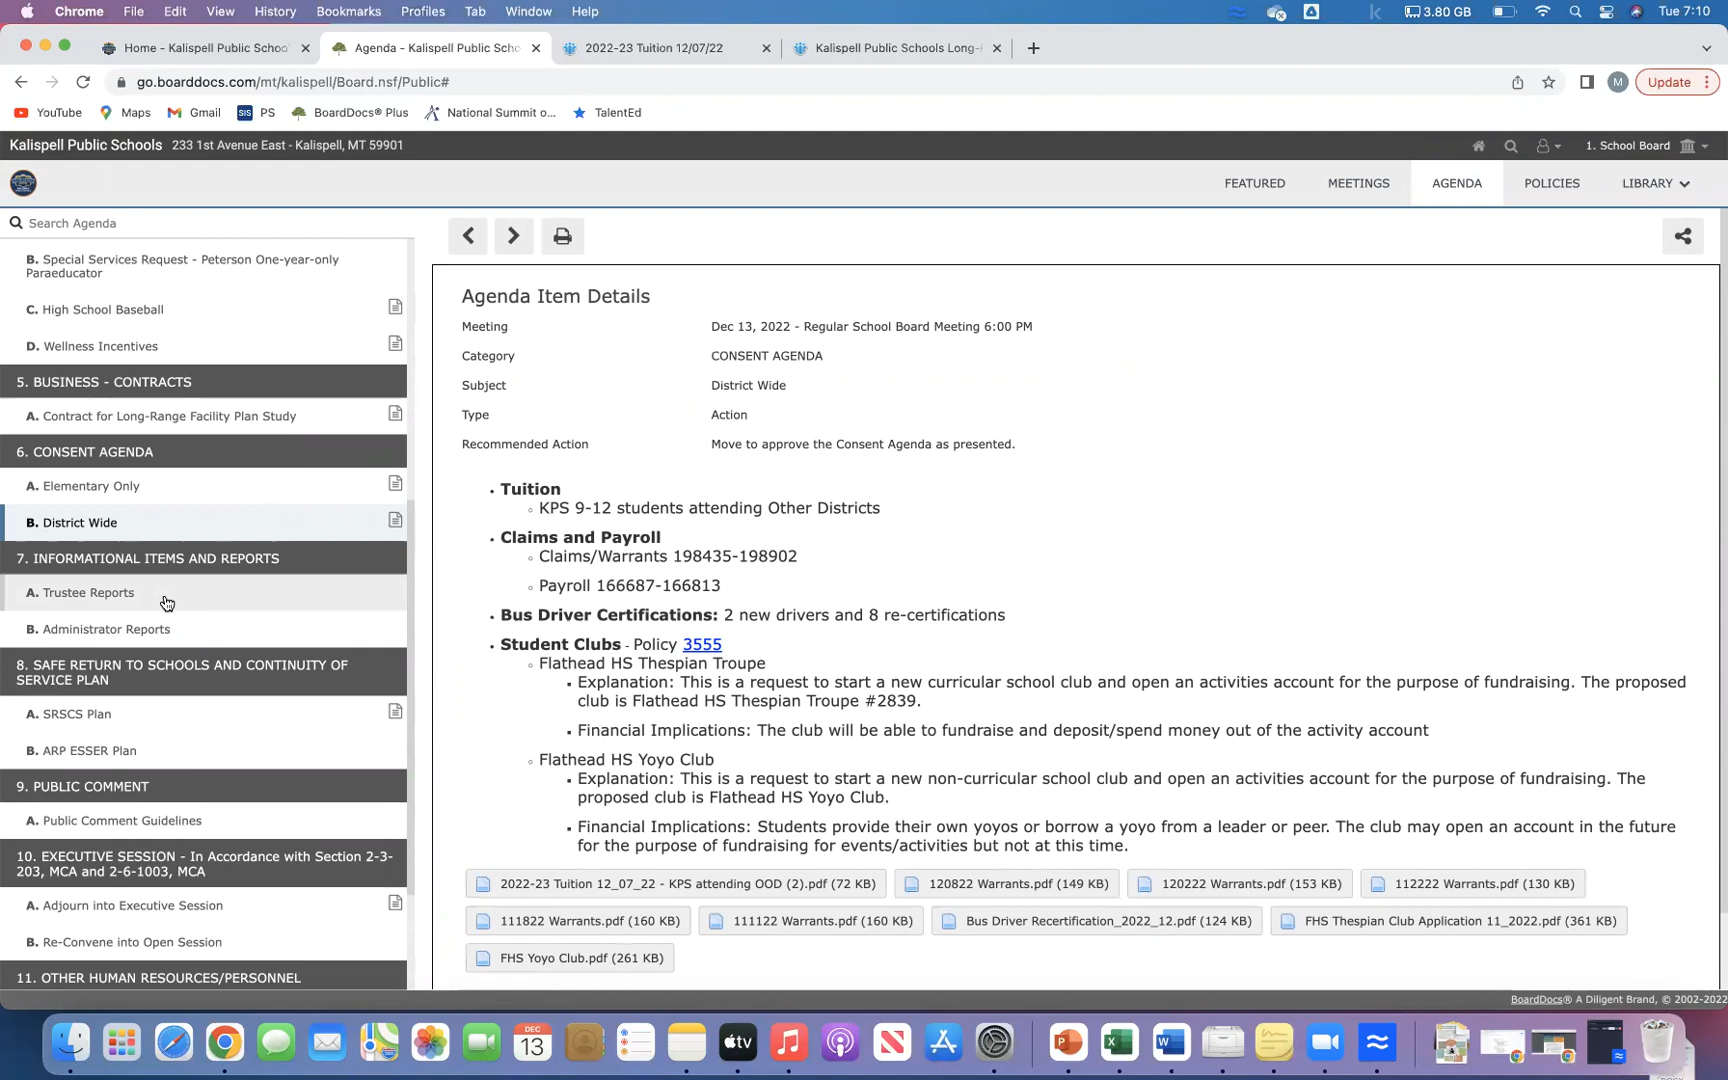 Chrome File Edit View History Bookmarks Profiles Tab Window Help 3.80 GB Tue 7:10
Home - Kalispell Public Schoo Agenda - Kalispell Public Scho 2022-23 Tuition 12/07/22 Kalispell Public Schools Long-
go.boarddocs.com/mt/kalispell/Board.nsf/Public# M Update
YouTube Maps Gmail SIS PS BoardDocs® Plus National Summit o... TalentEd
Kalispell Public Schools 233 1st Avenue East - Kalispell, MT 59901 1. School Board
FEATURED MEETINGS AGENDA POLICIES LIBRARY
Search Agenda
B. Special Services Request - Peterson One-year-only
Paraeducator
C. High School Baseball
D. Wellness Incentives
5. BUSINESS - CONTRACTS
A. Contract for Long-Range Facility Plan Study
6. CONSENT AGENDA
A. Elementary Only
B. District Wide
7. INFORMATIONAL ITEMS AND REPORTS
A. Trustee Reports
B. Administrator Reports
8. SAFE RETURN TO SCHOOLS AND CONTINUITY OF
SERVICE PLAN
A. SRSCS Plan
B. ARP ESSER Plan
9. PUBLIC COMMENT
A. Public Comment Guidelines
10. EXECUTIVE SESSION - In Accordance with Section 2-3-
203, MCA and 2-6-1003, MCA
A. Adjourn into Executive Session
B. Re-Convene into Open Session
11. OTHER HUMAN RESOURCES/PERSONNEL
Agenda Item Details
Meeting Dec 13, 2022 - Regular School Board Meeting 6:00 PM
Category CONSENT AGENDA
Subject District Wide
Type Action
Recommended Action Move to approve the Consent Agenda as presented.
• Tuition
◦ KPS 9-12 students attending Other Districts
• Claims and Payroll
◦ Claims/Warrants 198435-198902
◦ Payroll 166687-166813
• Bus Driver Certifications: 2 new drivers and 8 re-certifications
• Student Clubs - Policy 3555
◦ Flathead HS Thespian Troupe
▪ Explanation: This is a request to start a new curricular school club and open an activities account for the purpose of fundraising. The proposed
club is Flathead HS Thespian Troupe #2839.
▪ Financial Implications: The club will be able to fundraise and deposit/spend money out of the activity account
◦ Flathead HS Yoyo Club
▪ Explanation: This is a request to start a new non-curricular school club and open an activities account for the purpose of fundraising. The
proposed club is Flathead HS Yoyo Club.
▪ Financial Implications: Students provide their own yoyos or borrow a yoyo from a leader or peer. The club may open an account in the future
for the purpose of fundraising for events/activities but not at this time.
2022-23 Tuition 12_07_22 - KPS attending OOD (2).pdf (72 KB) 120822 Warrants.pdf (149 KB) 120222 Warrants.pdf (153 KB) 112222 Warrants.pdf (130 KB)
111822 Warrants.pdf (160 KB) 111122 Warrants.pdf (160 KB) Bus Driver Recertification_2022_12.pdf (124 KB) FHS Thespian Club Application 11_2022.pdf (361 KB)
FHS Yoyo Club.pdf (261 KB)
BoardDocs® A Diligent Brand, © 2002-2022
DEC
13
tv